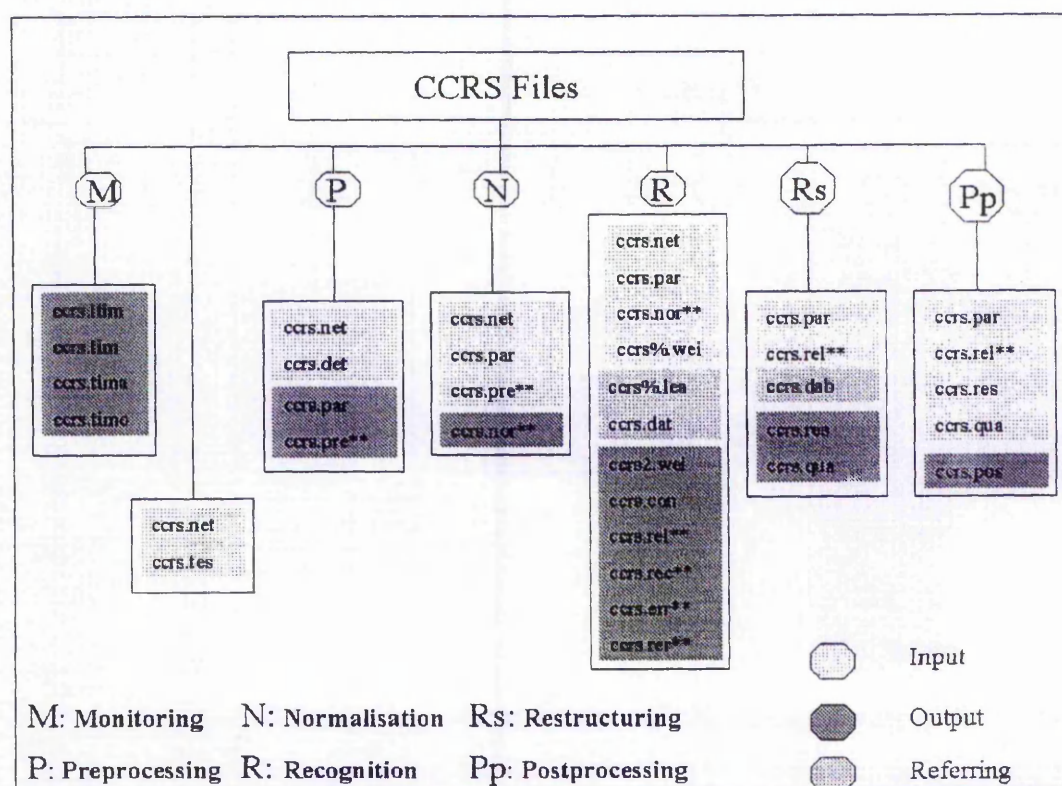 CCRS Files
M
P
N
R
Rs
Pp
ccrs.tim
ccrs.tima
ccrs.timo
ccrs.net
ccrs.tes
ccrs.net
ccrs.det
ccrs.par
ccrs.pre**
ccrs.net
ccrs.par
ccrs.pre**
ccrs.nor**
ccrs.net
ccrs.par
ccrs.nor**
ccrs%.wei
ccrs%.lea
ccrs.dat
ccrs2.wei
ccrs.con
ccrs.rel**
ccrs.rec**
ccrs.err**
ccrs.rer**
ccrs.par
ccrs.rel**
ccrs.dab
ccrs.res
ccrs.qua
ccrs.par
ccrs.rel**
ccrs.res
ccrs.qua
ccrs.pos
Input
M: Monitoring N: Normalisation Rs: Restructuring Output
P: Preprocessing R: Recognition Pp: Postprocessing Referring